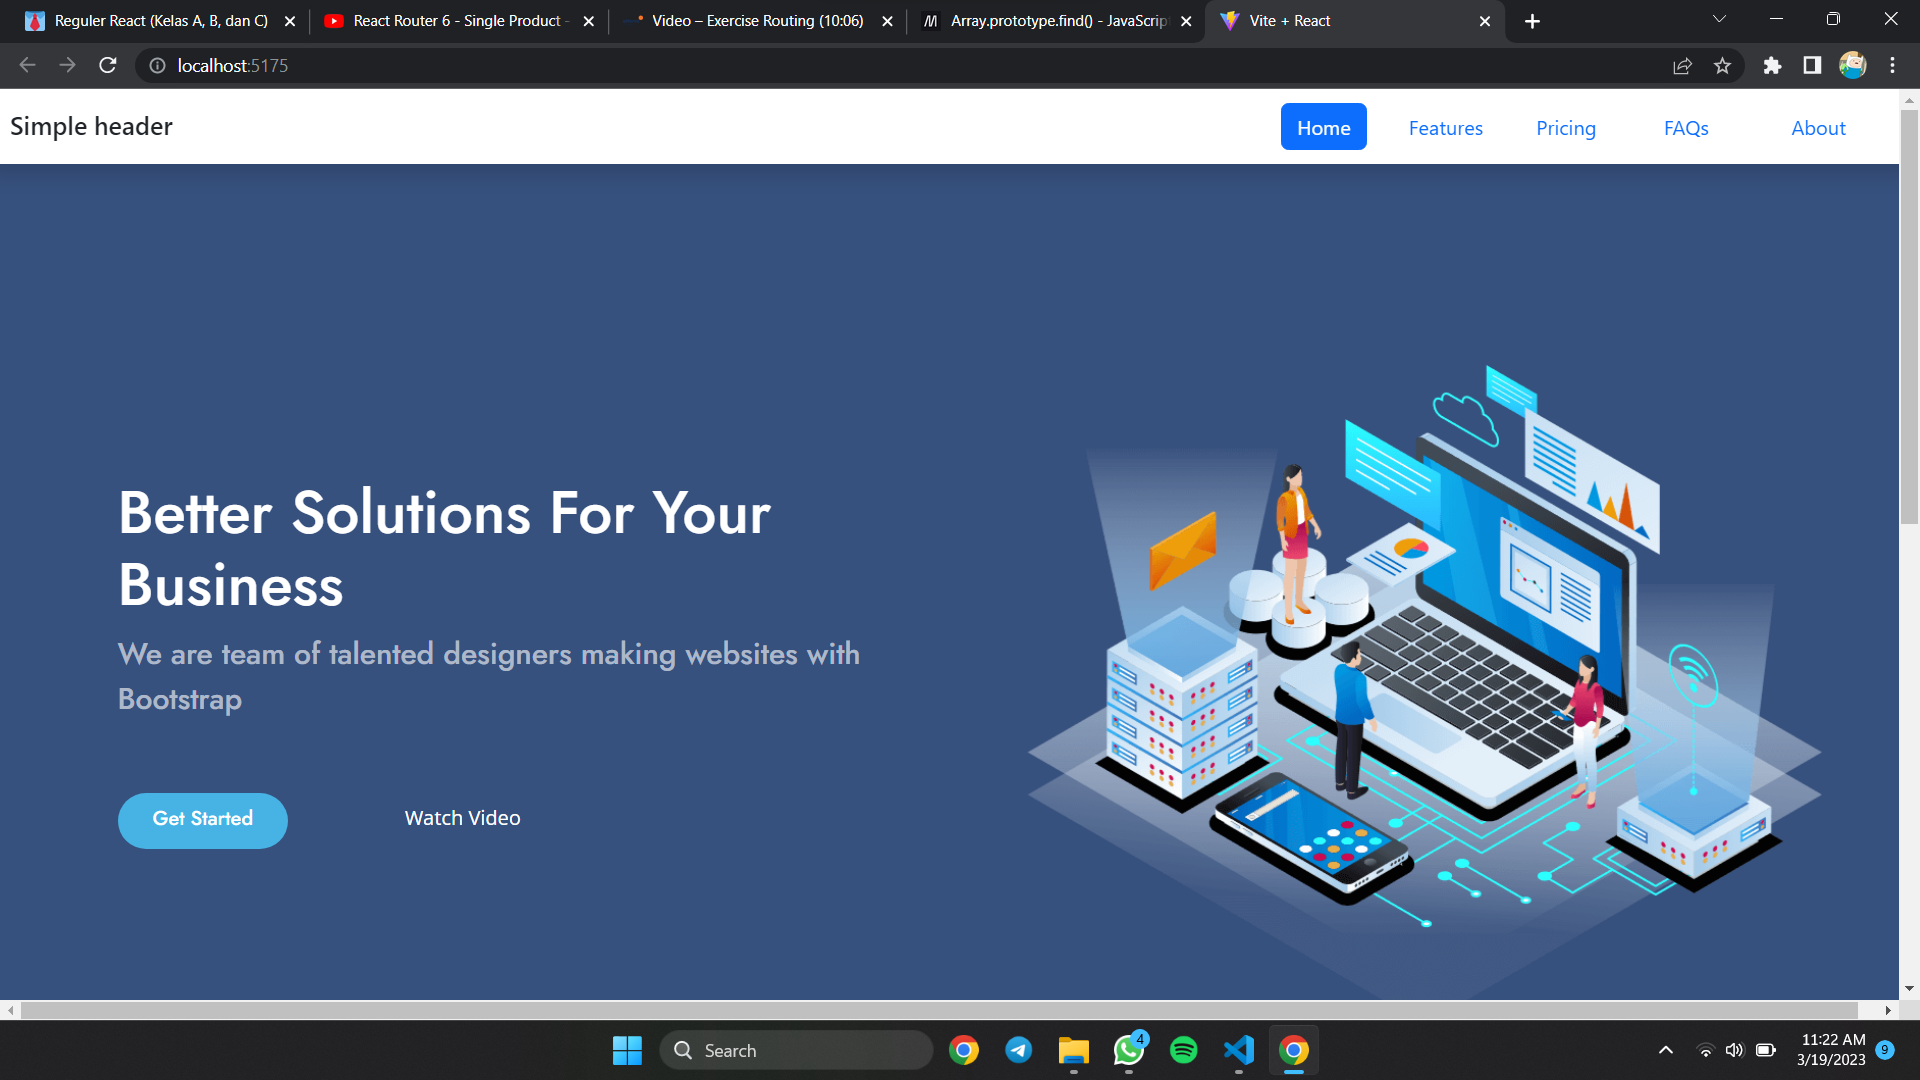 Reguler React (Kelas A, B, dan C)
React Router 6 - Single Product -
Video – Exercise Routing (10:06)
Array.prototype.find() - JavaScrip
Vite + React
localhost:5175
Simple header
Home
Features
Pricing
FAQs
About
Better Solutions For Your
Business
We are team of talented designers making websites with
Bootstrap
Get Started
Watch Video
Search
4
11:22 AM
3/19/2023
9